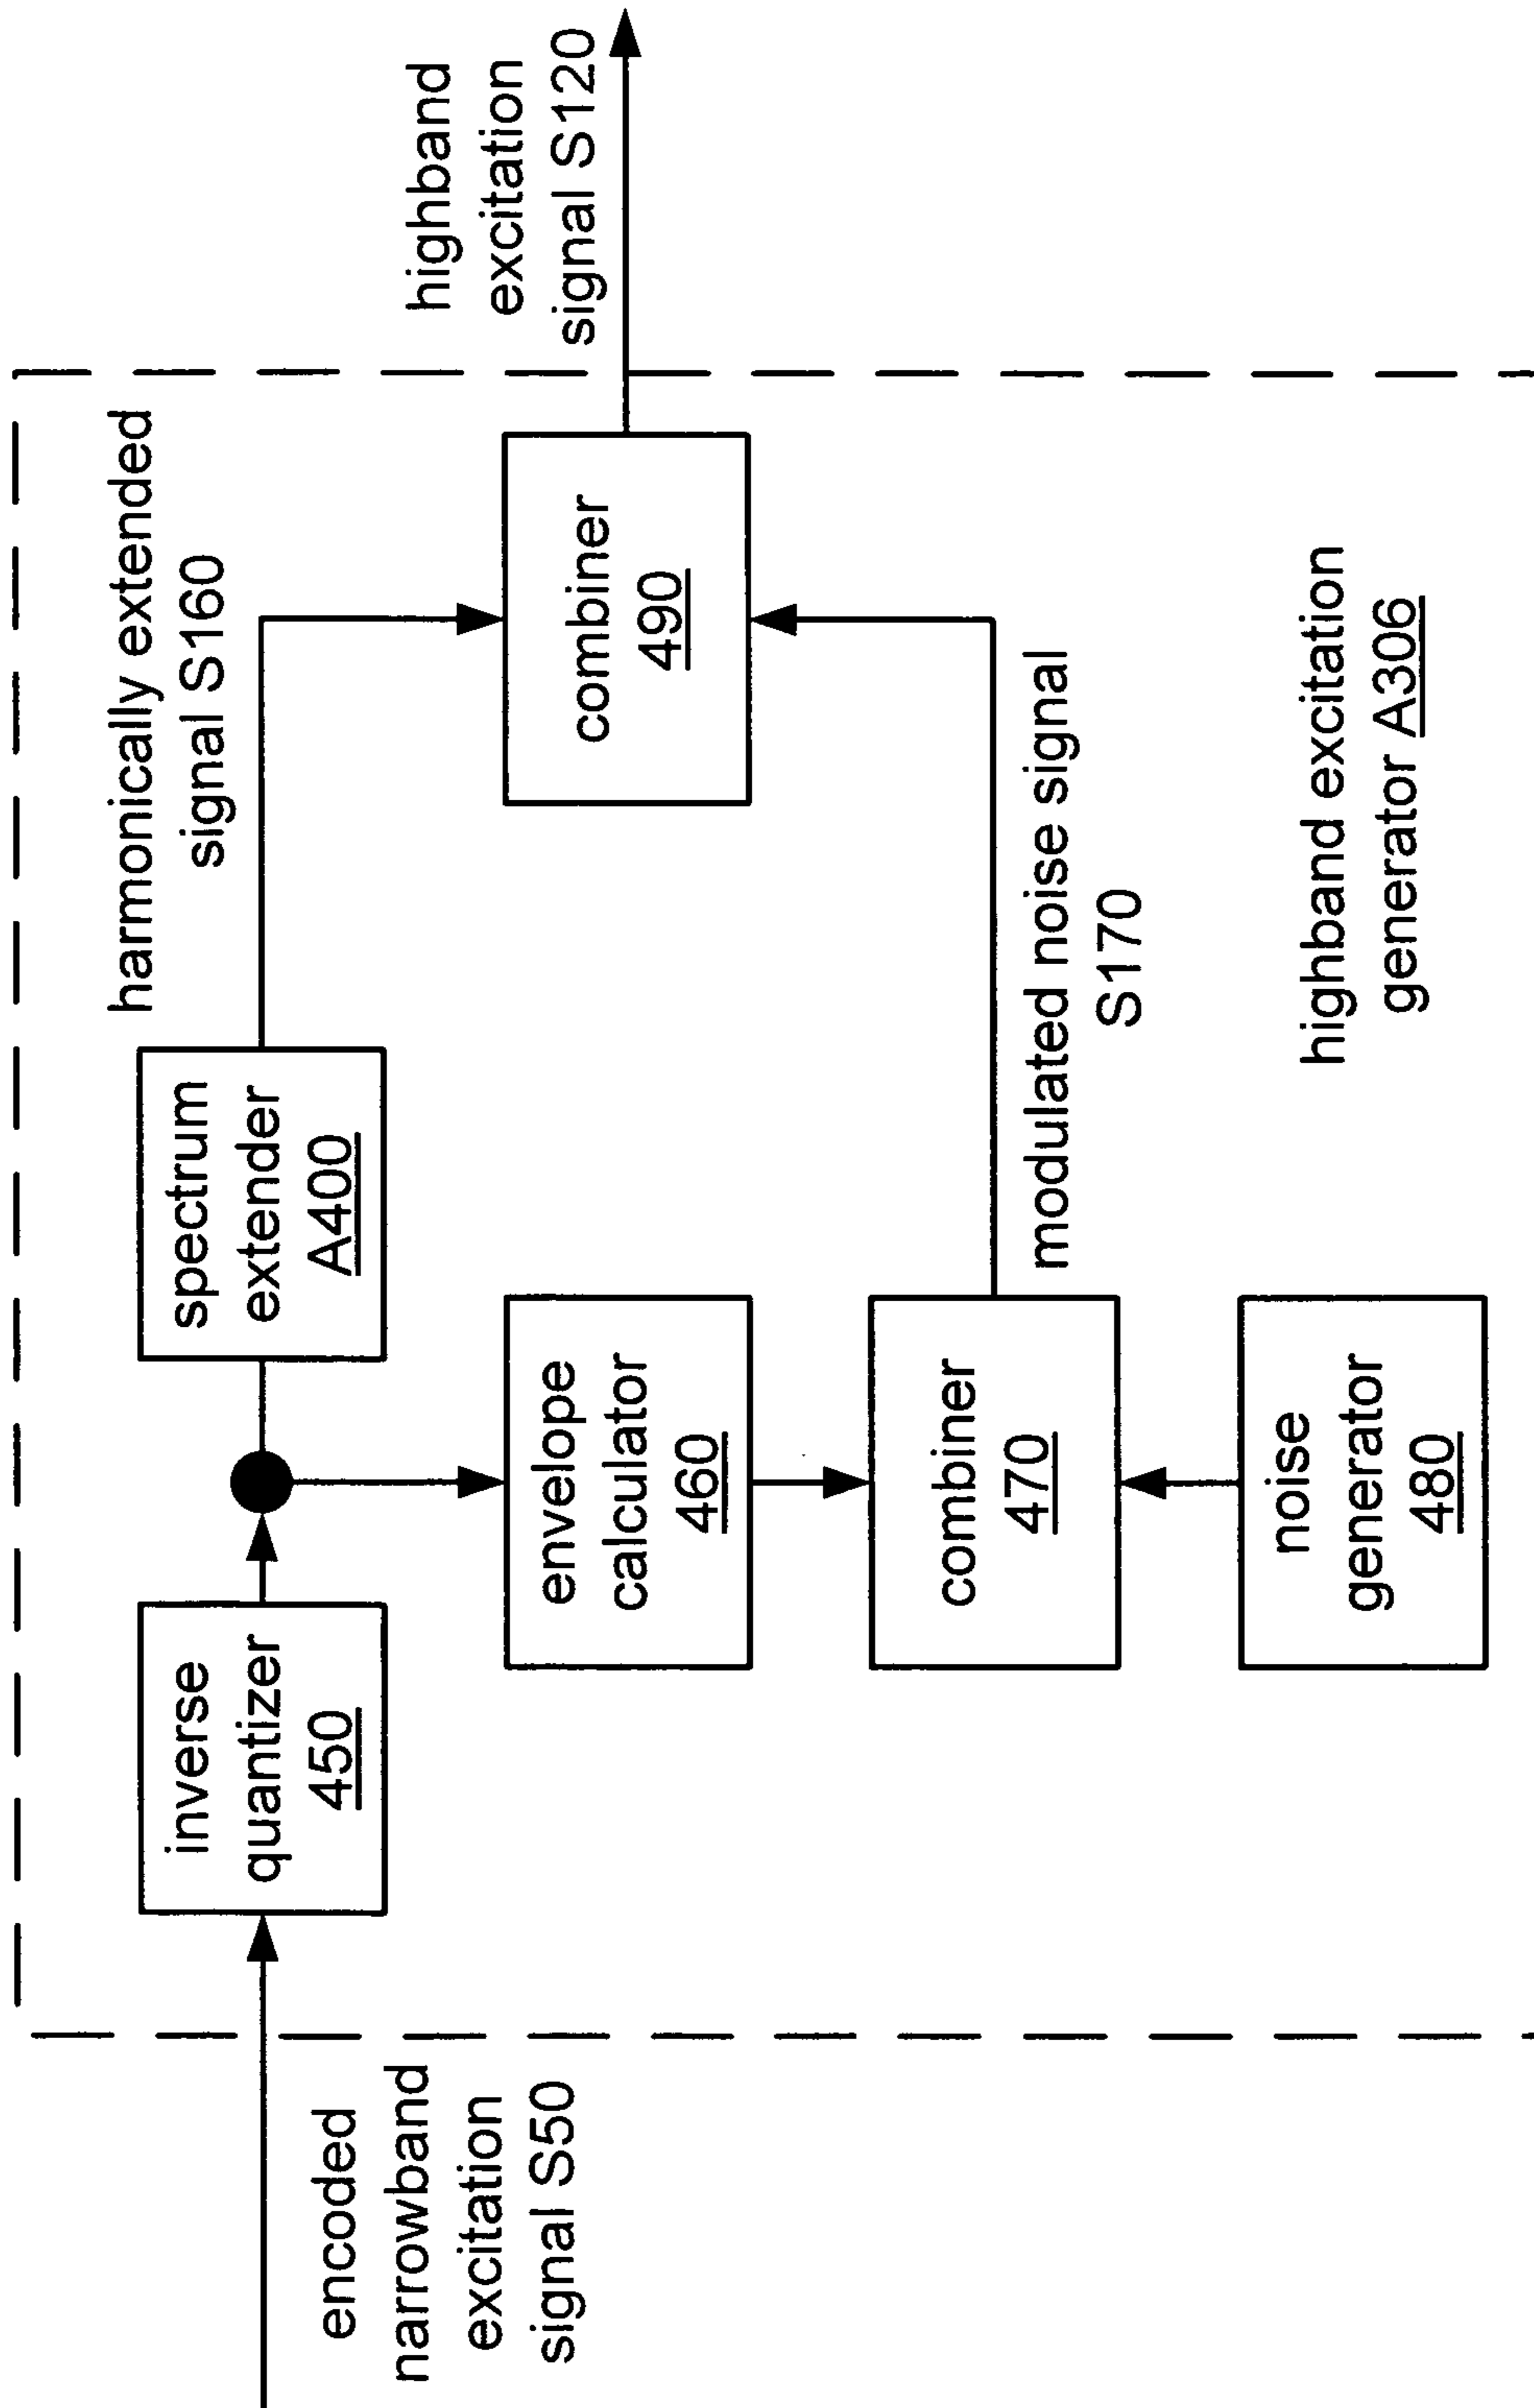 encoded
narrowband
excitation
signal S50
inverse
quantizer
450
spectrum
extender
A400
harmonically extended
signal S160
envelope
calculator
460
combiner
470
noise
generator
480
modulated noise signal
S170
combiner
490
highband
excitation
signal S120
highband excitation
generator A306